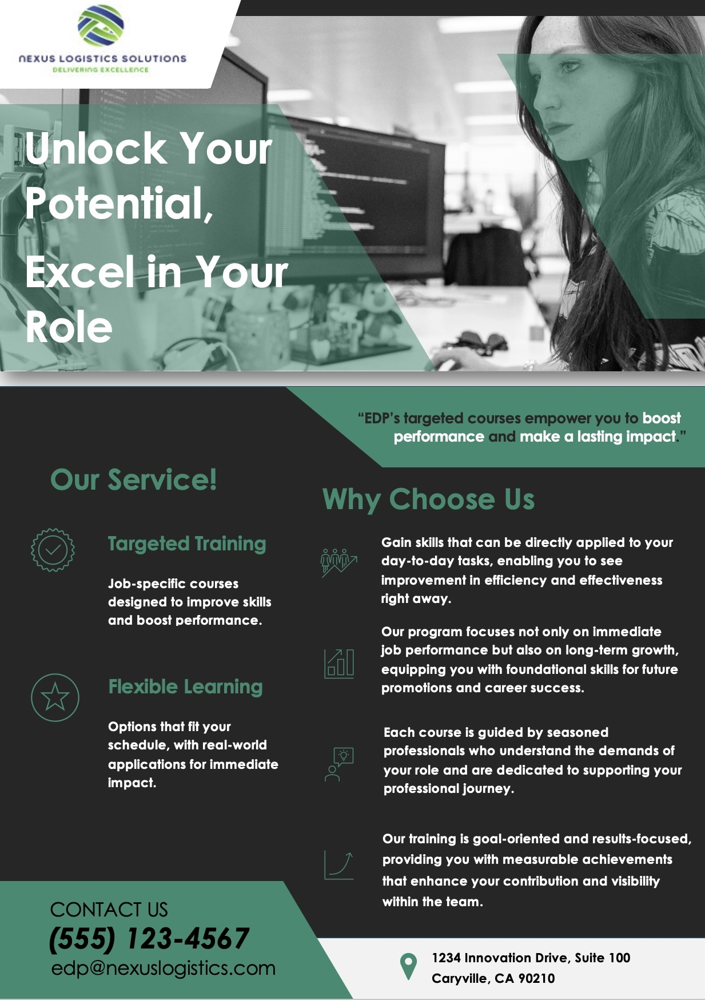 NEXUS LOGISTICS SOLUTIONS
DELIVERING EXCELLENCE
Unlock Your
Potential,
Excel in Your
Role
“EDP’s targeted courses empower you to boost
performance and make a lasting impact.”
Our Service!
Targeted Training
Job-specific courses
designed to improve skills
and boost performance.
Flexible Learning
Options that fit your
schedule, with real-world
applications for immediate
impact.
Why Choose Us
Gain skills that can be directly applied to your
day-to-day tasks, enabling you to see
improvement in efficiency and effectiveness
right away.
Our program focuses not only on immediate
job performance but also on long-term growth,
equipping you with foundational skills for future
promotions and career success.
Each course is guided by seasoned
professionals who understand the demands of
your role and are dedicated to supporting your
professional journey.
Our training is goal-oriented and results-focused,
providing you with measurable achievements
that enhance your contribution and visibility
within the team.
CONTACT US
(555) 123-4567
edp@nexuslogistics.com
1234 Innovation Drive, Suite 100
Caryville, CA 90210